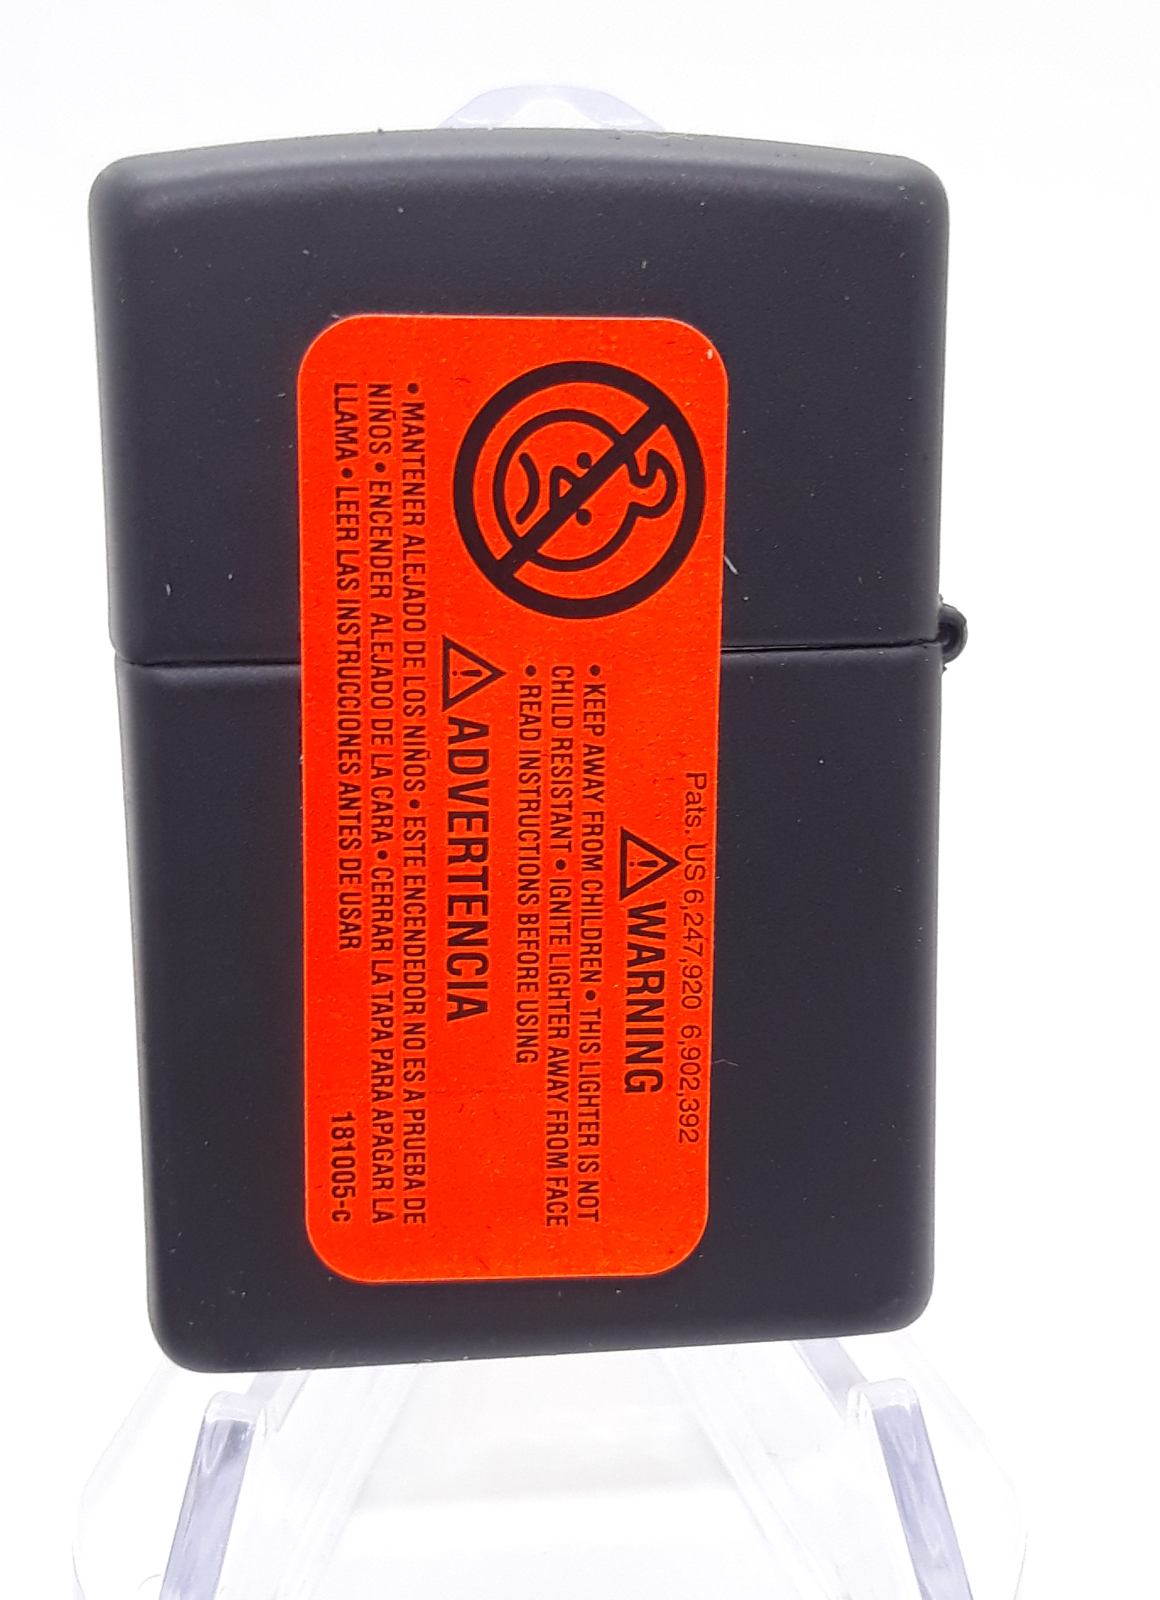 Pats. US 6,247,920 6,902,392
WARNING
• KEEP AWAY FROM CHILDREN • THIS LIGHTER IS NOT
CHILD RESISTANT • IGNITE LIGHTER AWAY FROM FACE
• READ INSTRUCTIONS BEFORE USING
ADVERTENCIA
• MANTENER ALEJADO DE LOS NIÑOS • ESTE ENCENDEDOR NO ES A PRUEBA DE
NIÑOS • ENCENDER ALEJADO DE LA CARA • CERRAR LA TAPA PARA APAGAR LA
LLAMA • LEER LAS INSTRUCCIONES ANTES DE USAR 181005-c